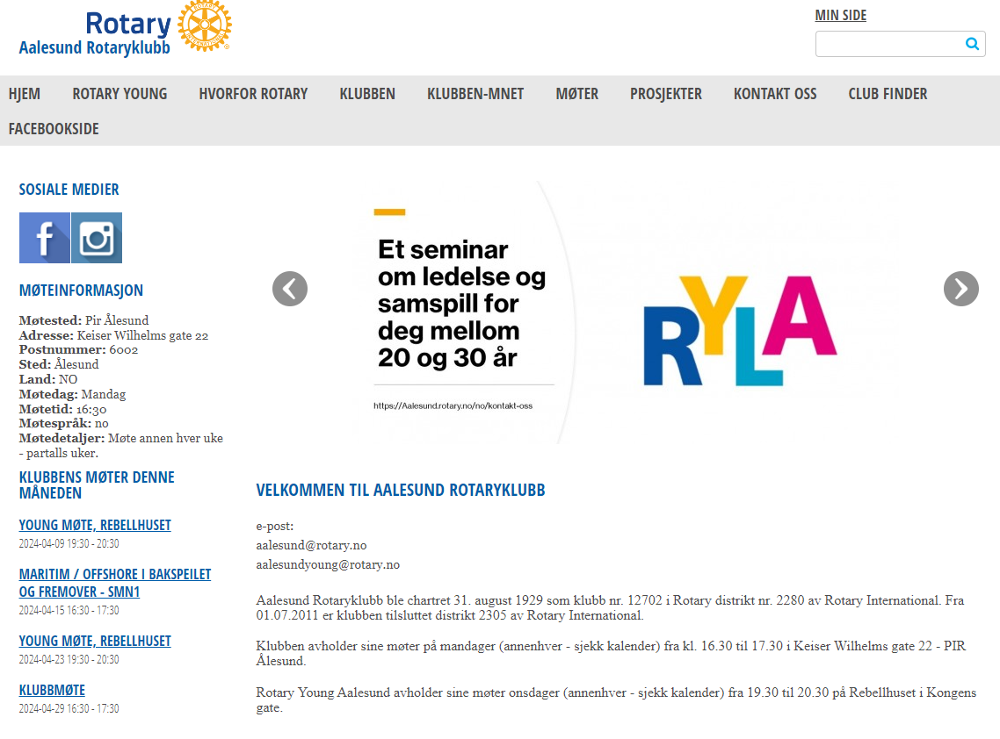 Rotary
Aalesund Rotaryklubb
MIN SIDE
HJEM ROTARY YOUNG HVORFOR ROTARY KLUBBEN KLUBBEN-MNET MØTER PROSJEKTER KONTAKT OSS CLUB FINDER
FACEBOOKSIDE
SOSIALE MEDIER
MØTEINFORMASJON
Møtested: Pir Ålesund
Adresse: Keiser Wilhelms gate 22
Postnummer: 6002
Sted: Ålesund
Land: NO
Møtedag: Mandag
Møtetid: 16:30
Møtespråk: no
Møtedetaljer: Møte annen hver uke
- partalls uker.
KLUBBENS MØTER DENNE
MÅNEDEN
YOUNG MØTE, REBELLHUSET
2024-04-09 19:30 - 20:30
MARITIM / OFFSHORE I BAKSPEILET
OG FREMOVER - SMN1
2024-04-15 16:30 - 17:30
YOUNG MØTE, REBELLHUSET
2024-04-23 19:30 - 20:30
KLUBBMØTE
2024-04-29 16:30 - 17:30
Et seminar
om ledelse og
samspill for
deg mellom
20 og 30 år
https://Aalesund.rotary.no/no/kontakt-oss
RYLA
VELKOMMEN TIL AALESUND ROTARYKLUBB
e-post:
aalesund@rotary.no
aalesundyoung@rotary.no
Aalesund Rotaryklubb ble chartret 31. august 1929 som klubb nr. 12702 i Rotary distrikt nr. 2280 av Rotary International. Fra
01.07.2011 er klubben tilsluttet distrikt 2305 av Rotary International.
Klubben avholder sine møter på mandager (annenhver - sjekk kalender) fra kl. 16.30 til 17.30 i Keiser Wilhelms gate 22 - PIR
Ålesund.
Rotary Young Aalesund avholder sine møter onsdager (annenhver - sjekk kalender) fra 19.30 til 20.30 på Rebellhuset i Kongens
gate.